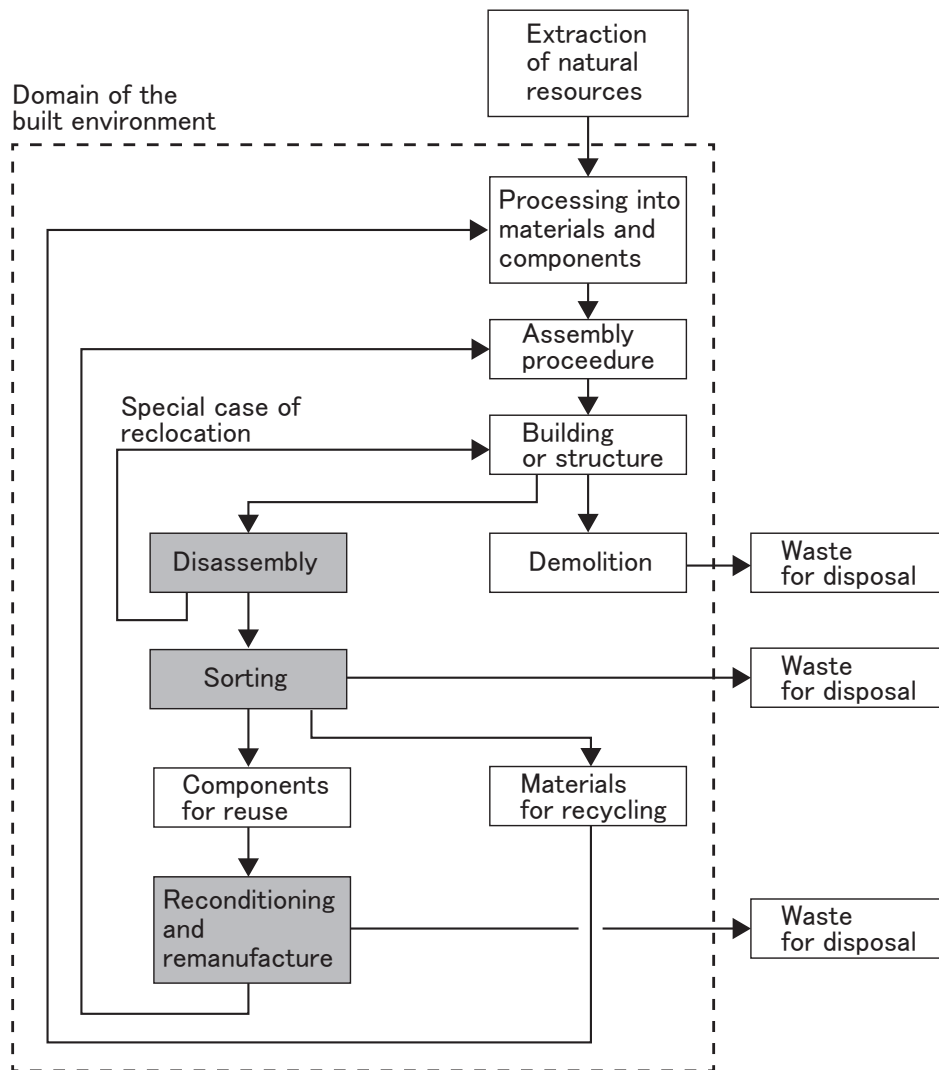 Extraction
of natural
resources
Domain of the
built environment
Processing into
materials and
components
Assembly
proceedure
Special case of
reclocation
Building
or structure
Disassembly
Demolition
Waste
for disposal
Sorting
Waste
for disposal
Components
for reuse
Materials
for recycling
Reconditioning
and
remanufacture
Waste
for disposal